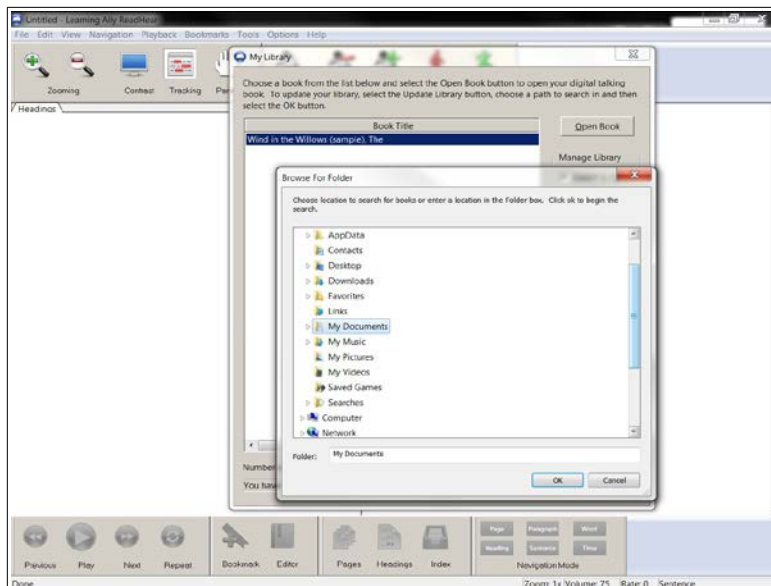 Untitled - Learning Ally ReadHear
File Edit View Navigation Playback Bookmarks Tools Options Help
Zooming Contrast Tracking
Headings
My Library
Choose a book from the list below and select the Open Book button to open your digital talking
book. To update your library, select the Update Library button, choose a path to search in and then
select the OK button.
Book Title
Wind in the Willows (sample), The
Open Book
Manage Library
Browse For Folder
Choose location to search for books or enter a location in the Folder box. Click ok to begin the
search.
AppData
Contacts
Desktop
Downloads
Favorites
Links
My Documents
My Music
My Pictures
My Videos
Saved Games
Searches
Computer
Network
Folder: My Documents
Number
You have
OK Cancel
Previous Play Next Repeat Bookmark Editor Pages Headings Index
Page Paragraph Word
Heading Sentence Time
Navigation Mode
Done
Zoom: 1x Volume: 75 Rate: 0 Sentence